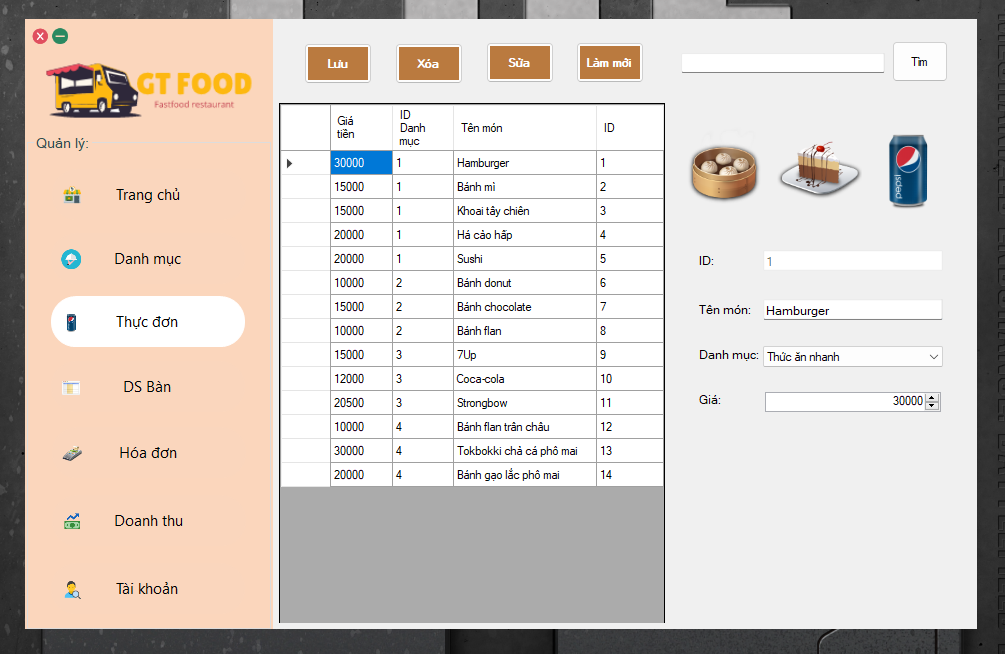 GT FOOD
Fastfood restaurant
Quản lý:
Trang chủ
Danh mục
Thực đơn
DS Bàn
Hóa đơn
Doanh thu
Tài khoản
Lưu
Xóa
Sửa
Làm mới
Tìm
Giá tiền ID Danh mục Tên món ID
30000 1 Hamburger 1
15000 1 Bánh mì 2
15000 1 Khoai tây chiên 3
20000 1 Há cảo hấp 4
20000 1 Sushi 5
10000 2 Bánh donut 6
15000 2 Bánh chocolate 7
10000 2 Bánh flan 8
15000 3 7Up 9
12000 3 Coca-cola 10
20500 3 Strongbow 11
10000 4 Bánh flan trân châu 12
30000 4 Tokbokki chả cá phô mai 13
20000 4 Bánh gạo lắc phô mai 14
pepsi
ID: 1
Tên món: Hamburger
Danh mục: Thức ăn nhanh
Giá: 30000